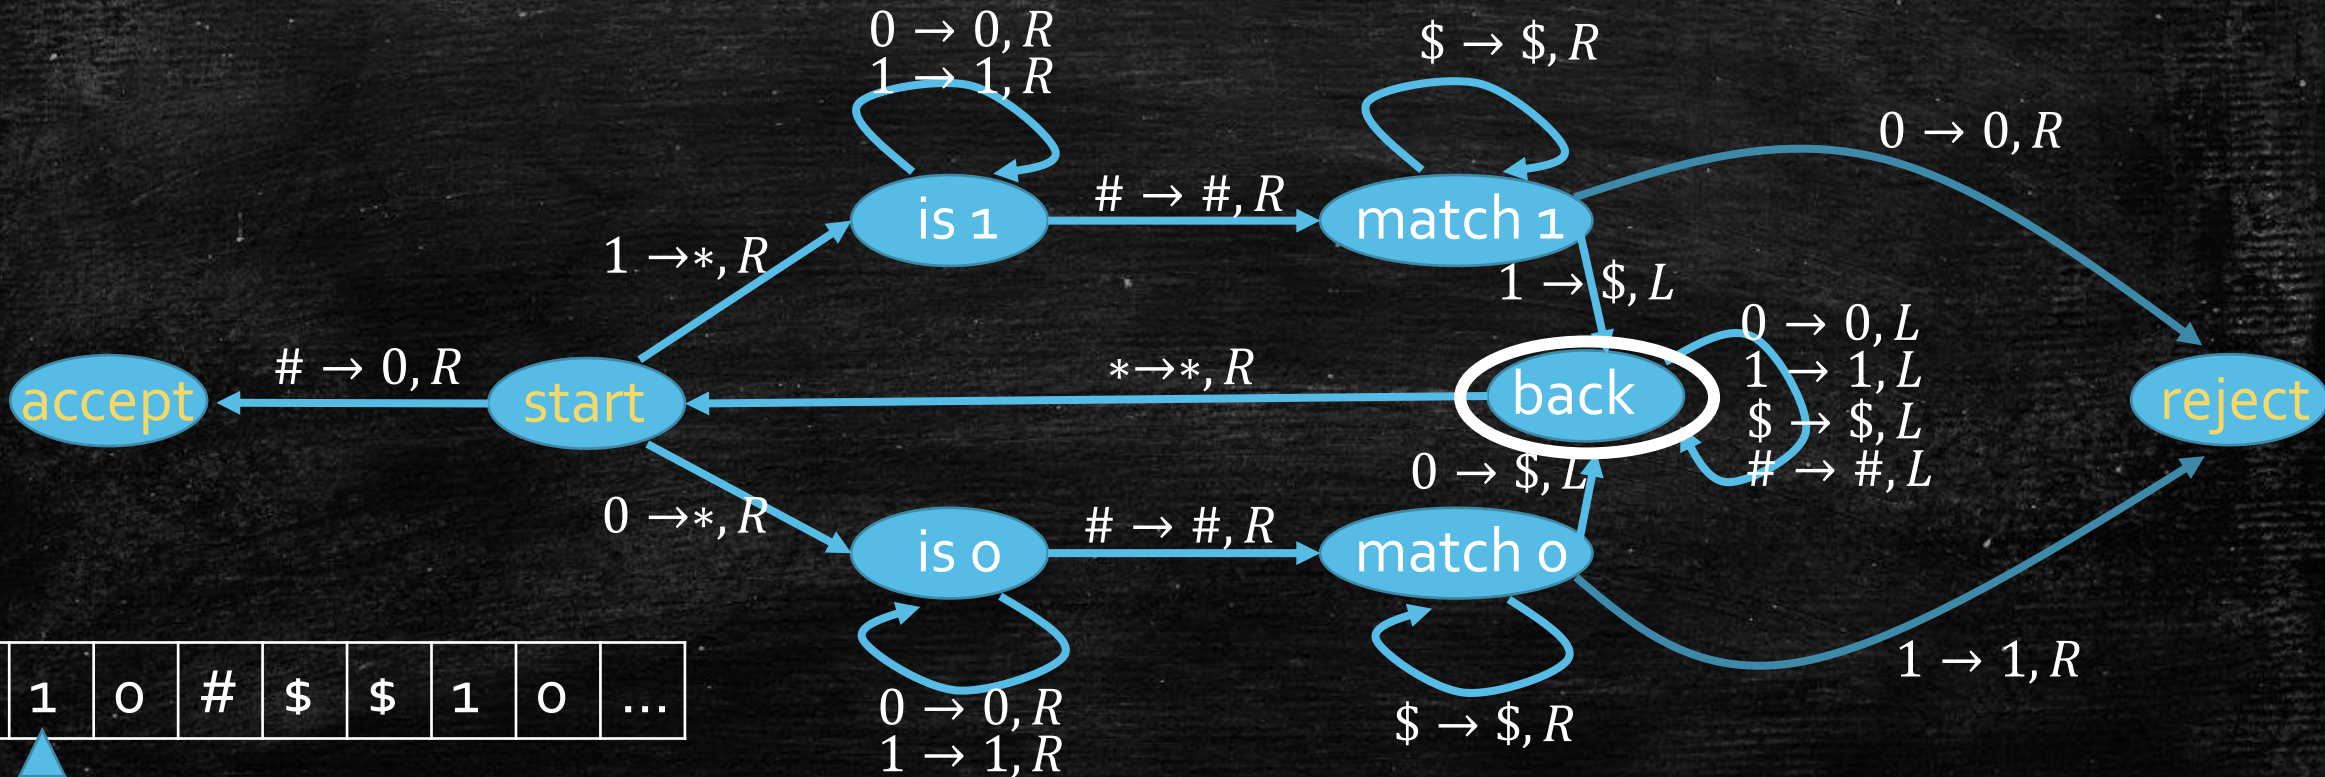 0 → 0, R
1 → 1, R
$ → $, R
0 → 0, R
is 1
# → #, R
match 1
1 →*, R
1 → $, L
0 → 0, L
1 → 1, L
$ → $, L
# → #, L
accept
# → 0, R
start
*→*, R
back
reject
0 → $, L
0 →*, R
is 0
# → #, R
match 0
1 → 1, R
0 → 0, R
1 → 1, R
$ → $, R
1 0 # $ $ 1 0 ...